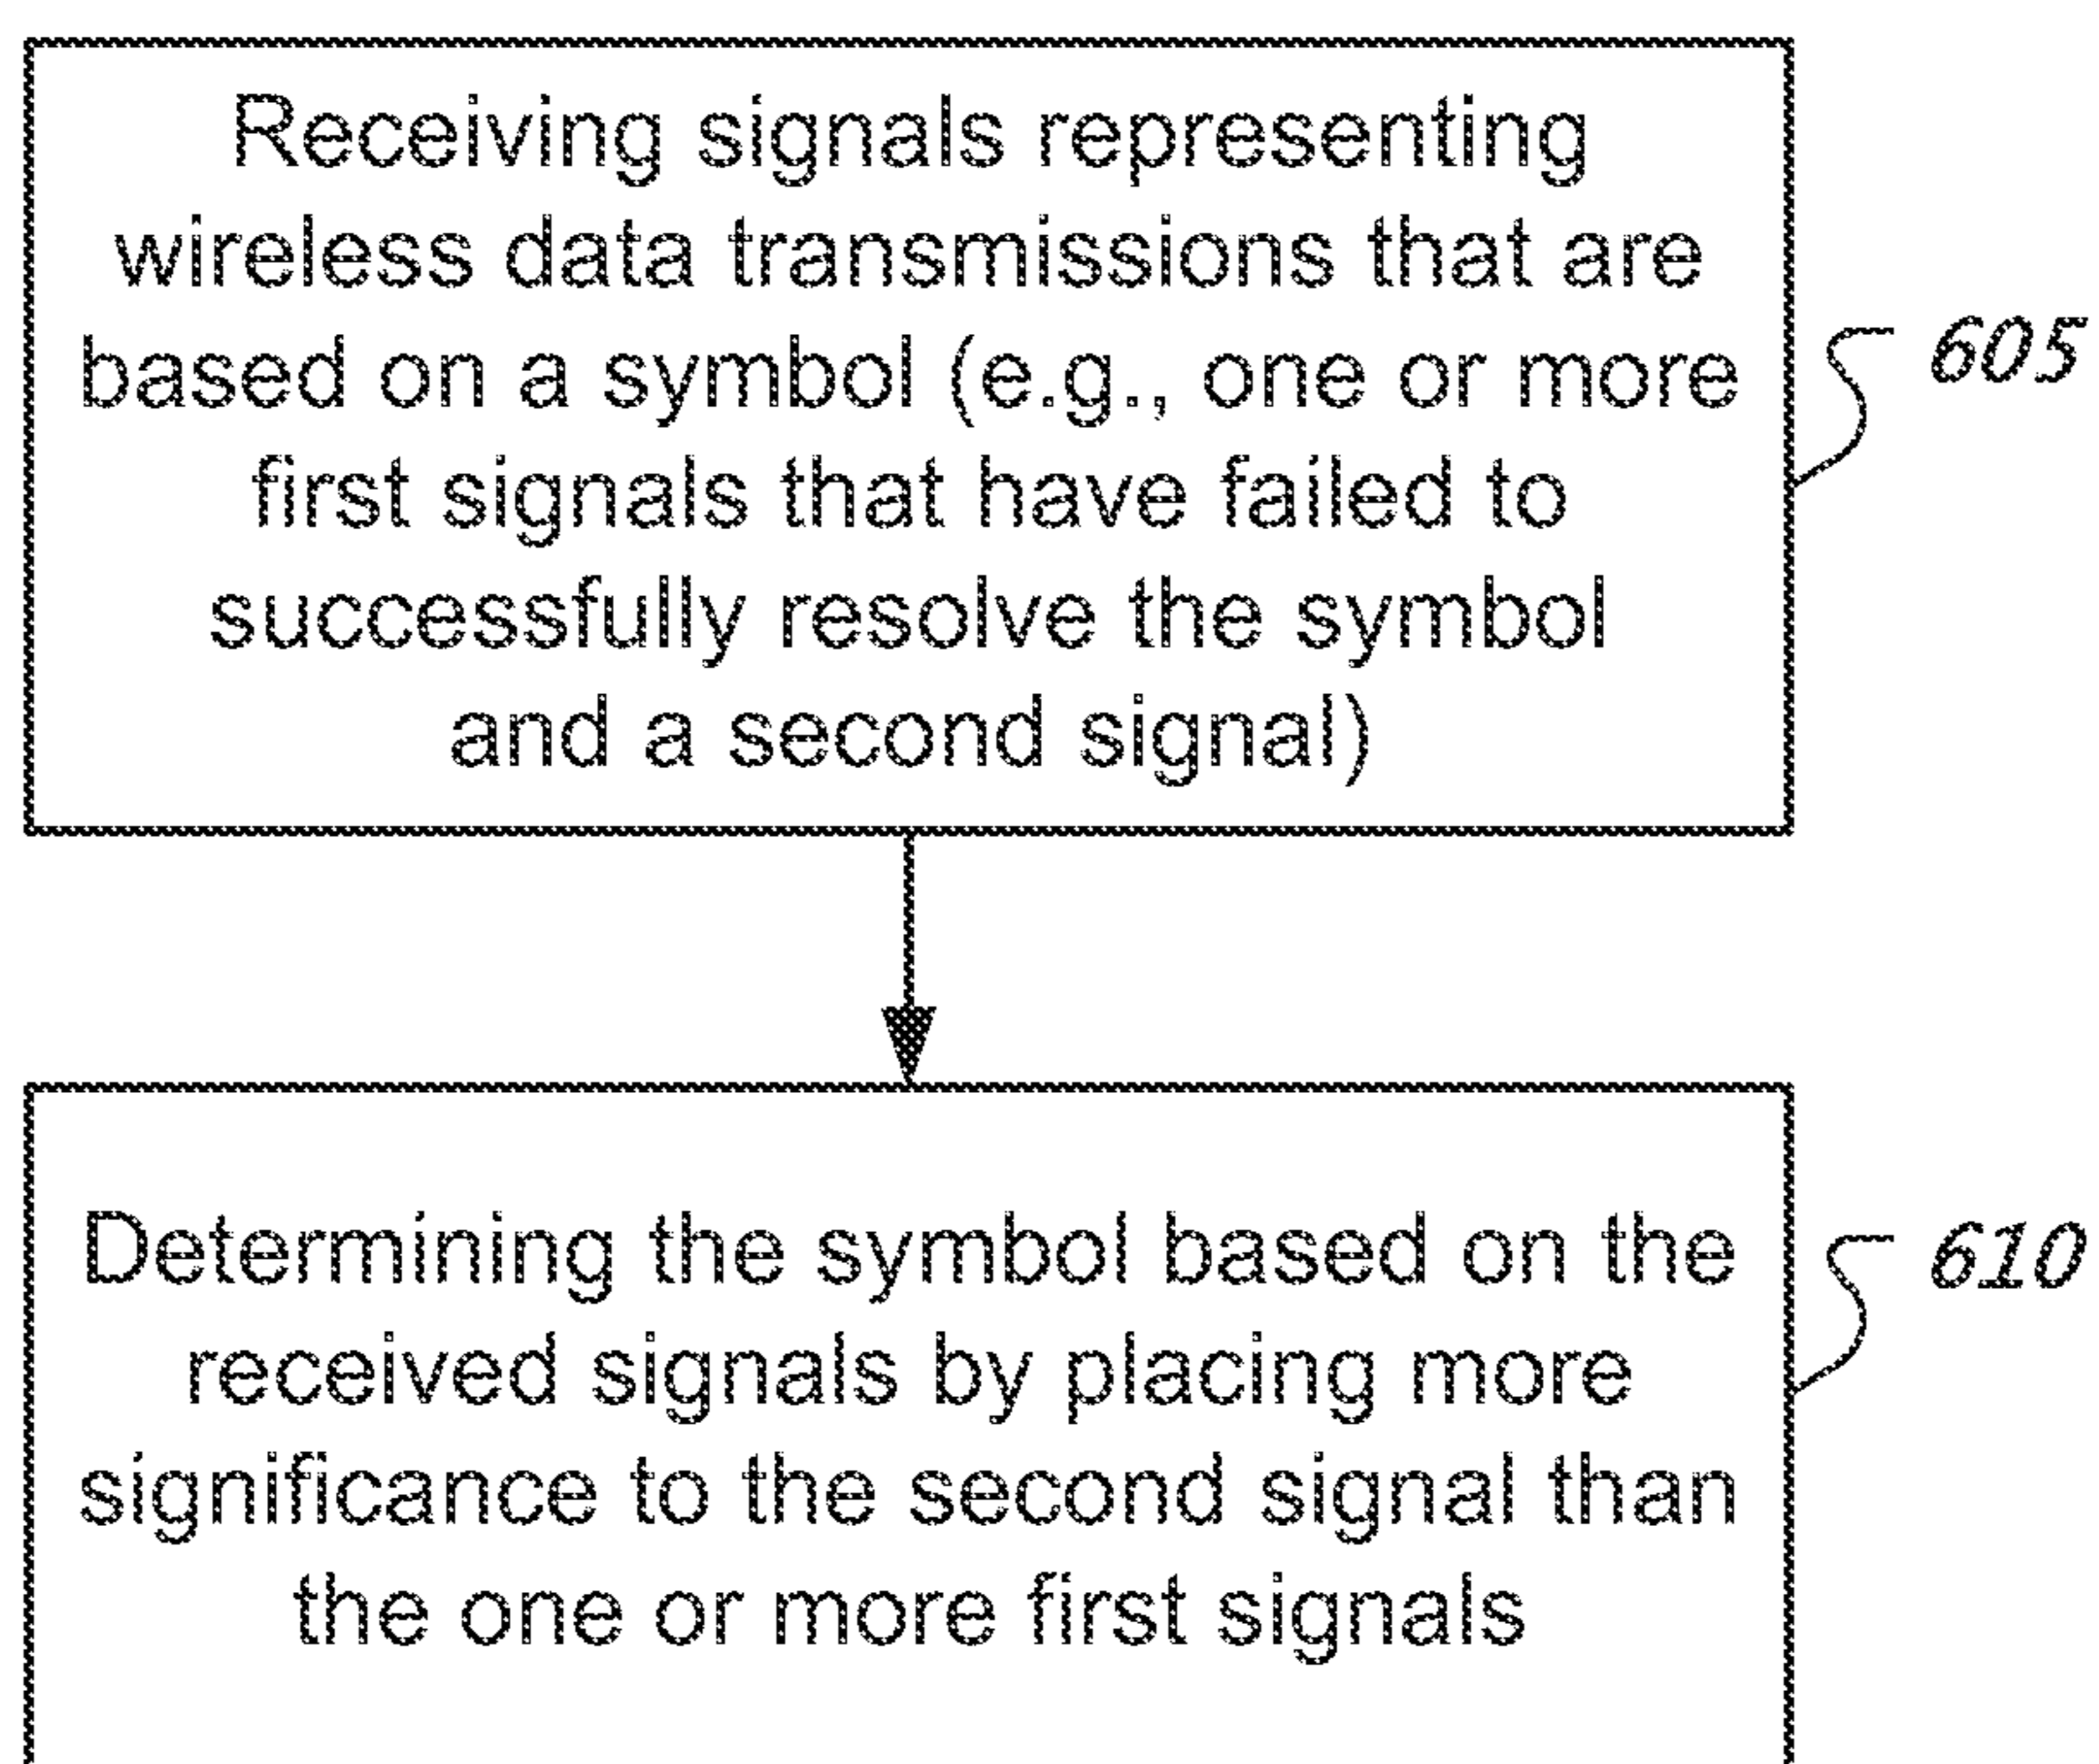 Receiving signals representing
wireless data transmissions that are
based on a symbol (e.g., one or more
first signals that have failed to
successfully resolve the symbol
and a second signal)
605
Determining the symbol based on the
received signals by placing more
significance to the second signal than
the one or more first signals
610